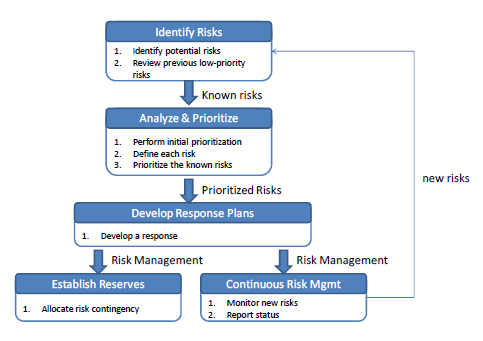 Identify Risks
1. Identify potential risks
2. Review previous low-priority
risks
Known risks
Analyze & Prioritize
1. Perform initial prioritization
2. Define each risk
3. Prioritize the known risks
new risks
Prioritized Risks
Develop Response Plans
1. Develop a response
Risk Management
Risk Management
Establish Reserves
1. Allocate risk contingency
Continuous Risk Mgmt
1. Monitor new risks
2. Report status